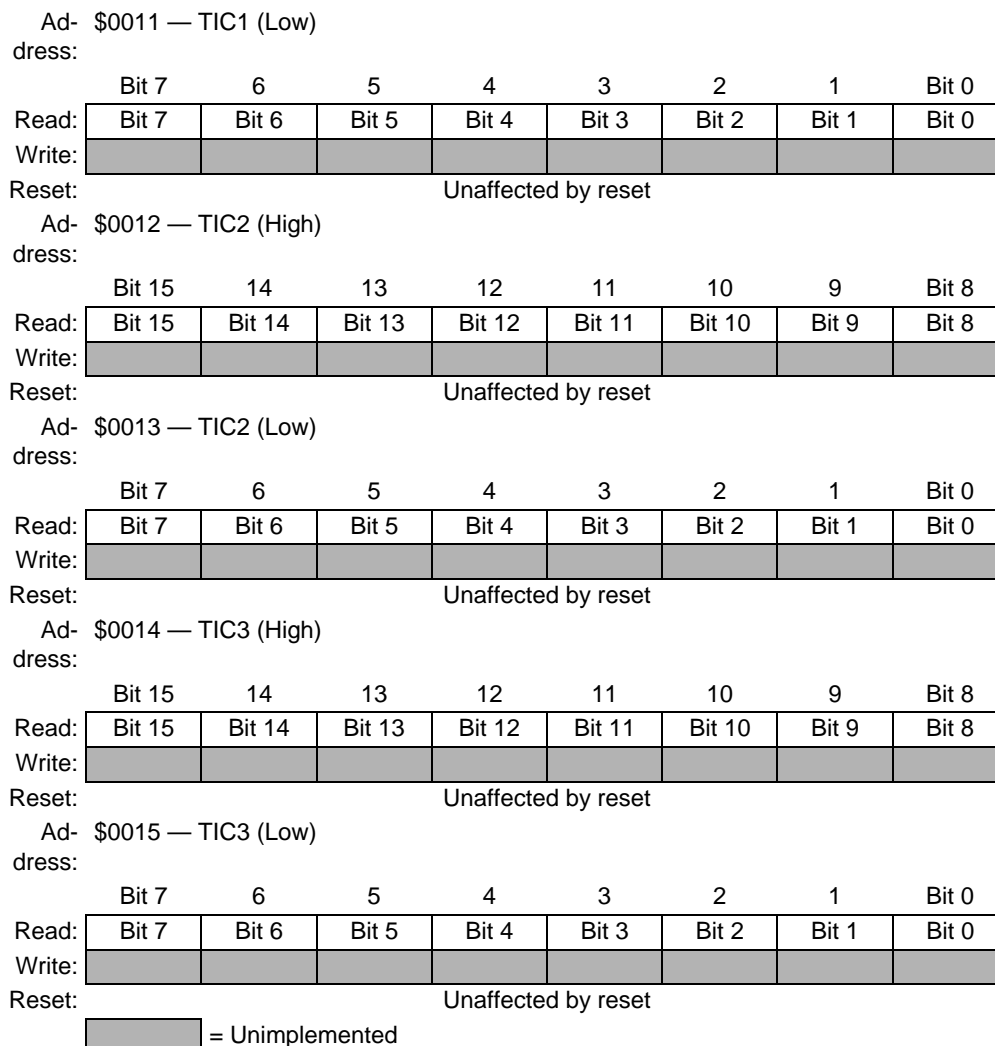 Ad- $0011 — TIC1 (Low)
dress:
Bit 7 6 5 4 3 2 1 Bit 0
Read: Bit 7 Bit 6 Bit 5 Bit 4 Bit 3 Bit 2 Bit 1 Bit 0
Write:
Reset: Unaffected by reset
Ad- $0012 — TIC2 (High)
dress:
Bit 15 14 13 12 11 10 9 Bit 8
Read: Bit 15 Bit 14 Bit 13 Bit 12 Bit 11 Bit 10 Bit 9 Bit 8
Write:
Reset: Unaffected by reset
Ad- $0013 — TIC2 (Low)
dress:
Bit 7 6 5 4 3 2 1 Bit 0
Read: Bit 7 Bit 6 Bit 5 Bit 4 Bit 3 Bit 2 Bit 1 Bit 0
Write:
Reset: Unaffected by reset
Ad- $0014 — TIC3 (High)
dress:
Bit 15 14 13 12 11 10 9 Bit 8
Read: Bit 15 Bit 14 Bit 13 Bit 12 Bit 11 Bit 10 Bit 9 Bit 8
Write:
Reset: Unaffected by reset
Ad- $0015 — TIC3 (Low)
dress:
Bit 7 6 5 4 3 2 1 Bit 0
Read: Bit 7 Bit 6 Bit 5 Bit 4 Bit 3 Bit 2 Bit 1 Bit 0
Write:
Reset: Unaffected by reset
= Unimplemented